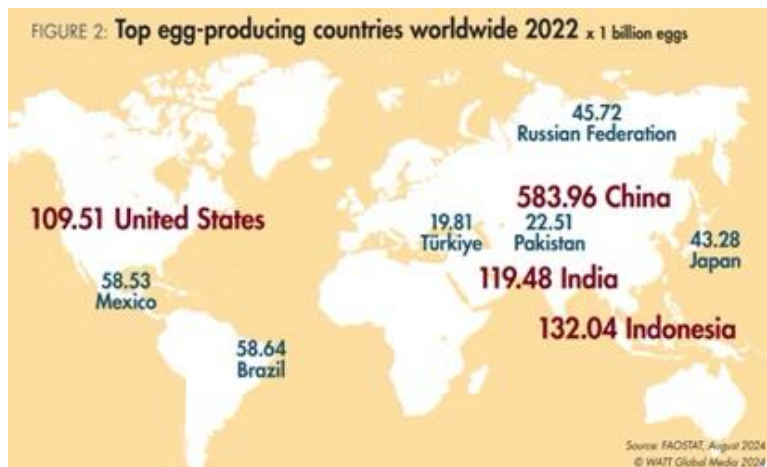 FIGURE 2: Top egg-producing countries worldwide 2022 x 1 billion eggs
45.72
Russian Federation
583.96 China
109.51 United States
19.81
Türkiye
22.51
Pakistan
43.28
Japan
58.53
Mexico
119.48 India
132.04 Indonesia
58.64
Brazil
Source: FAOSTAT, August 2024
© WATT Global Media 2024